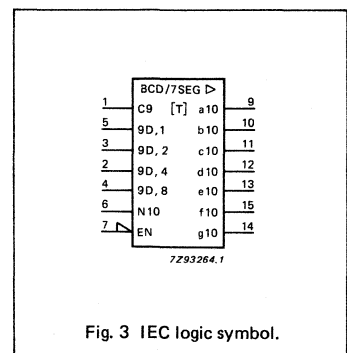 BCD/7SEG ▷
1 C9 [T] a10 9
5 9D,1 b10 10
3 9D,2 c10 11
2 9D,4 d10 12
4 9D,8 e10 13
6 N10 f10 15
7 EN g10 14
7Z93264.1
Fig. 3 IEC logic symbol.